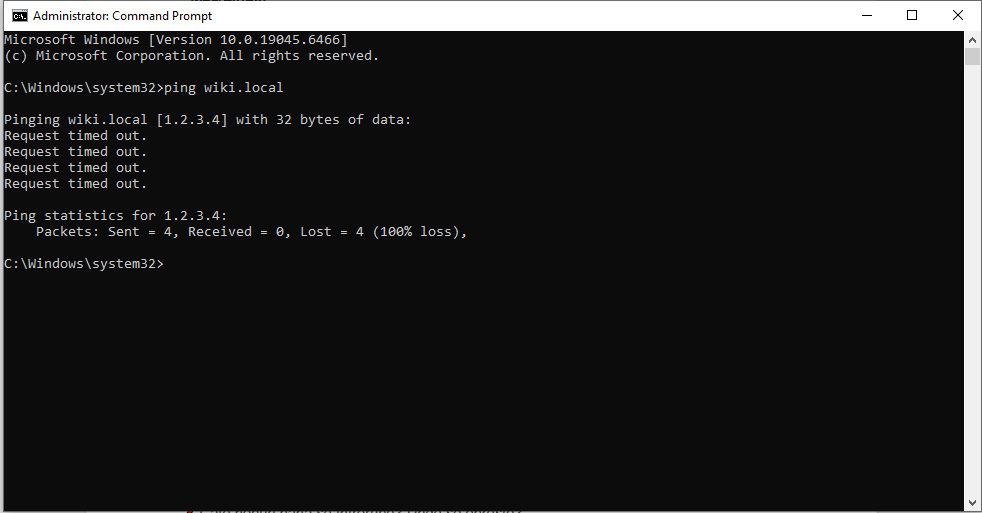 Administrator: Command Prompt
Microsoft Windows [Version 10.0.19045.6466]
(c) Microsoft Corporation. All rights reserved.
C:\Windows\system32>ping wiki.local
Pinging wiki.local [1.2.3.4] with 32 bytes of data:
Request timed out.
Request timed out.
Request timed out.
Request timed out.
Ping statistics for 1.2.3.4:
    Packets: Sent = 4, Received = 0, Lost = 4 (100% loss),
C:\Windows\system32>